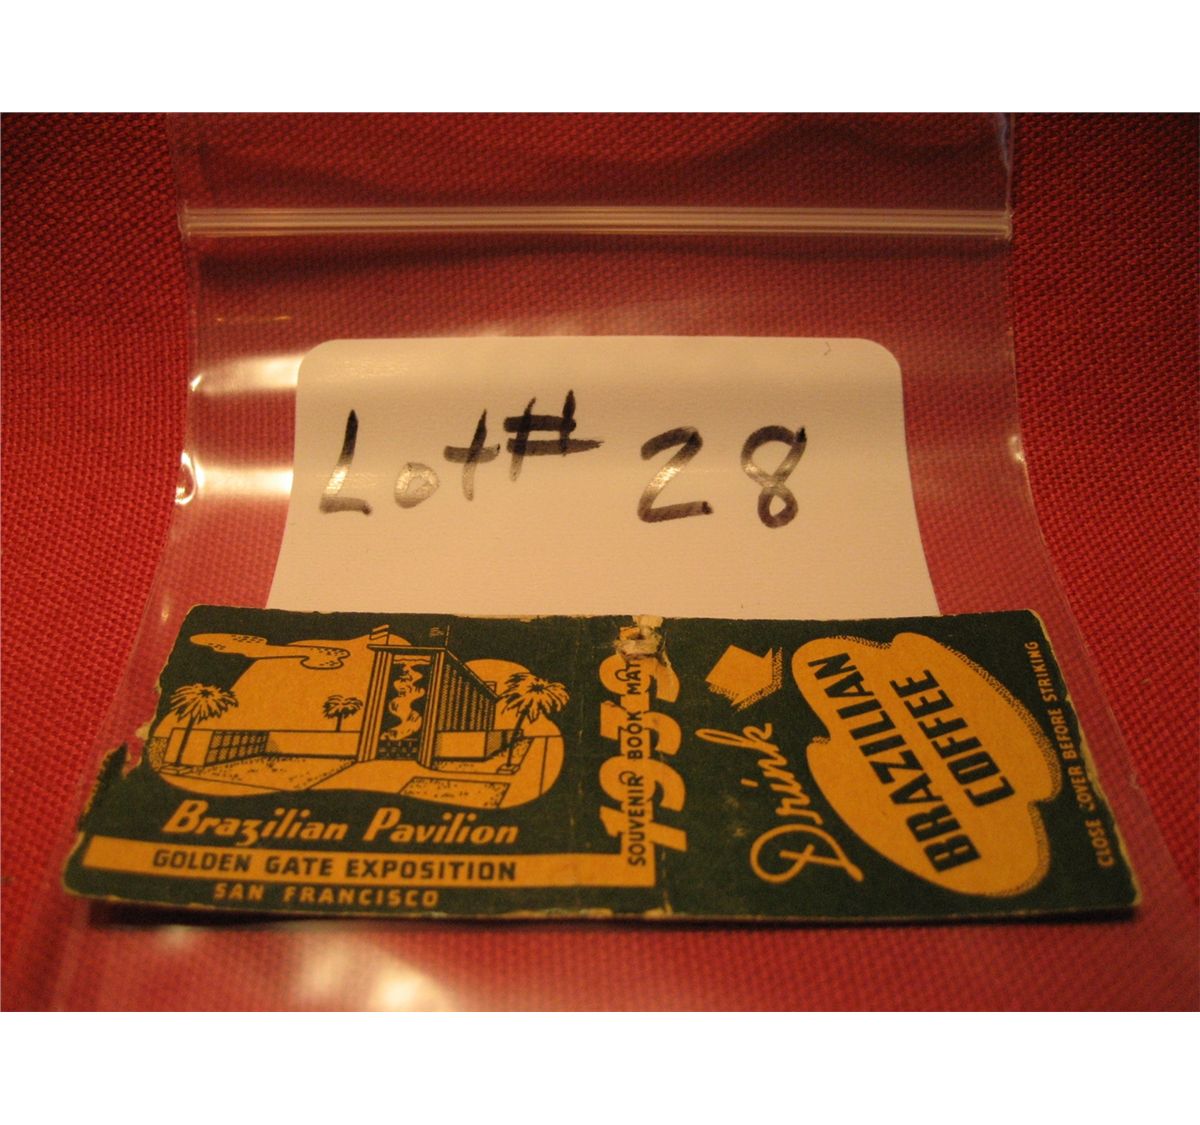 Lot# 28
Brazilian Pavilion
GOLDEN GATE EXPOSITION
SAN FRANCISCO
1939
SOUVENIR BOOK
Drink
BRAZILIAN
COFFEE
CLOSE COVER BEFORE STRIKING